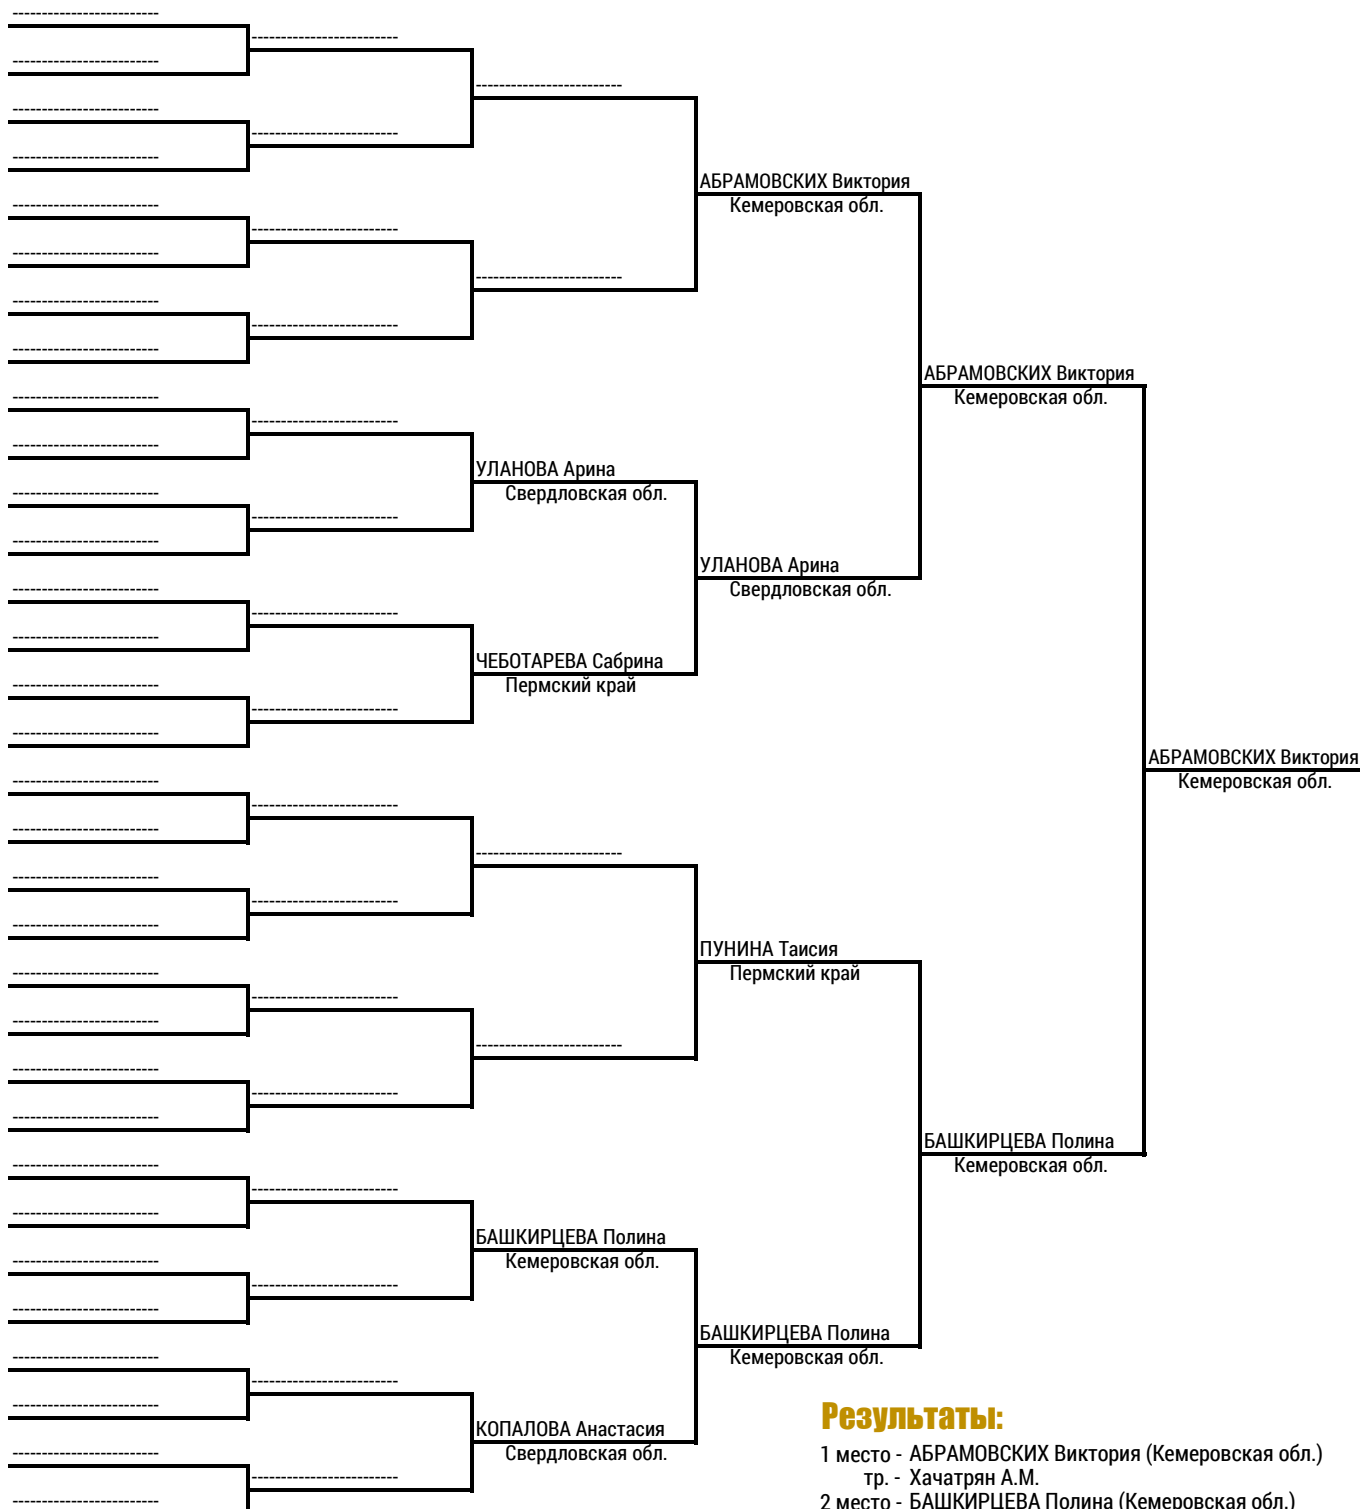 АБРАМОВСКИХ Виктория
Кемеровская обл.
АБРАМОВСКИХ Виктория
Кемеровская обл.
УЛАНОВА Арина
Свердловская обл.
УЛАНОВА Арина
Свердловская обл.
ЧЕБОТАРЕВА Сабрина
Пермский край
АБРАМОВСКИХ Виктория
Кемеровская обл.
ПУНИНА Таисия
Пермский край
БАШКИРЦЕВА Полина
Кемеровская обл.
БАШКИРЦЕВА Полина
Кемеровская обл.
БАШКИРЦЕВА Полина
Кемеровская обл.
КОПАЛОВА Анастасия
Свердловская обл.
Результаты:
1 место - АБРАМОВСКИХ Виктория (Кемеровская обл.)
тр. - Хачатрян А.М.
2 место - БАШКИРЦЕВА Полина (Кемеровская обл.)